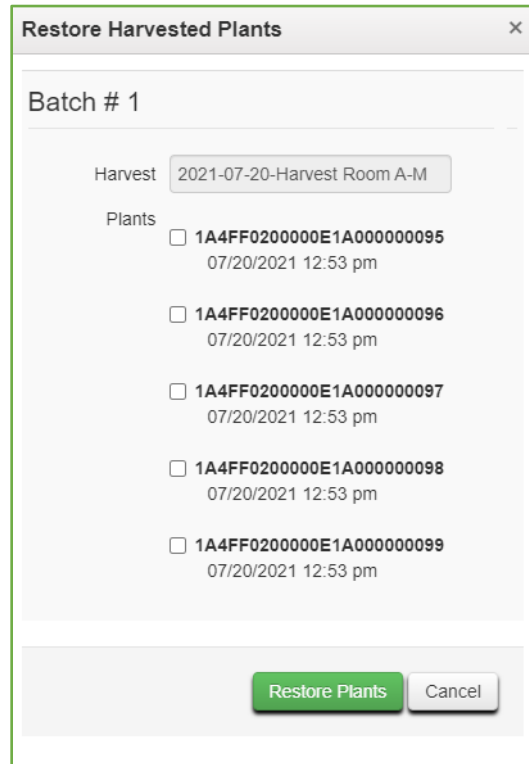 Restore Harvested Plants ×
Batch # 1
Harvest 2021-07-20-Harvest Room A-M
Plants
1A4FF0200000E1A000000095
07/20/2021 12:53 pm
1A4FF0200000E1A000000096
07/20/2021 12:53 pm
1A4FF0200000E1A000000097
07/20/2021 12:53 pm
1A4FF0200000E1A000000098
07/20/2021 12:53 pm
1A4FF0200000E1A000000099
07/20/2021 12:53 pm
Restore Plants Cancel